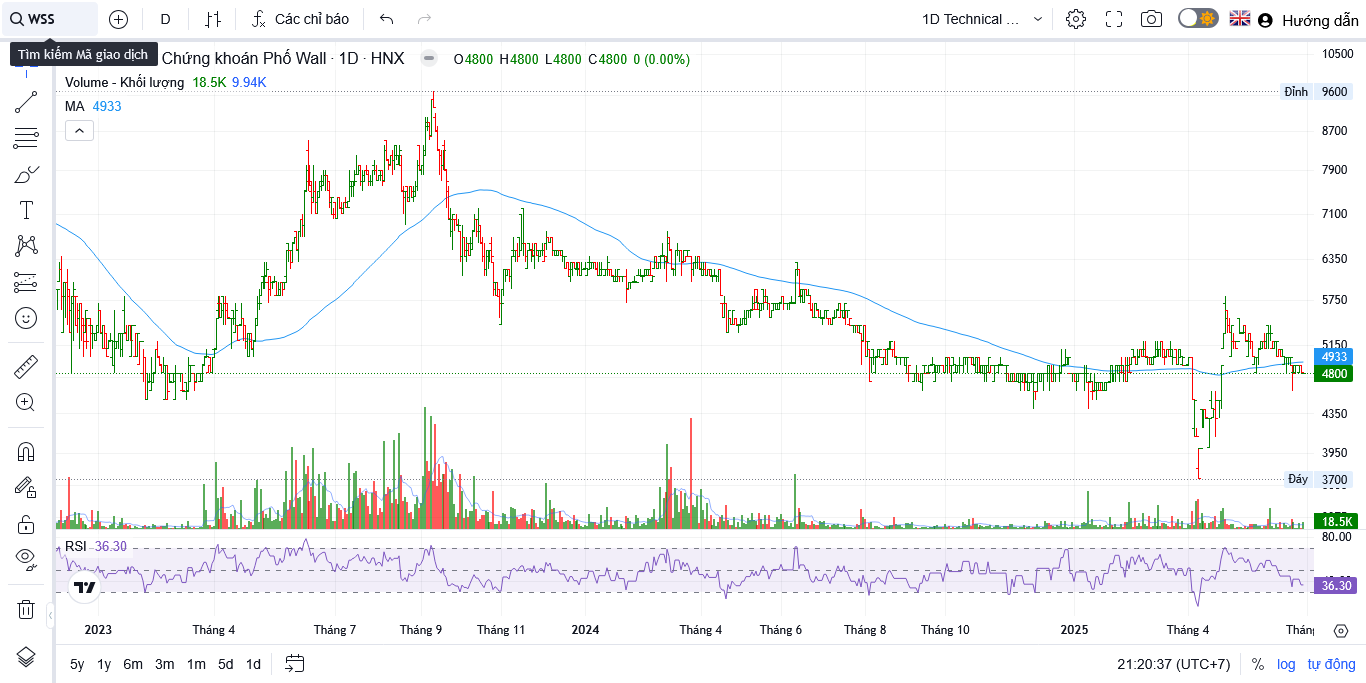 WSS
D
Các chỉ báo
1D Technical ...
Hướng dẫn
Tìm kiếm Mã giao dịch
Chứng khoán Phố Wall · 1D · HNX
O4800 H4800 L4800 C4800 0 (0.00%)
Volume - Khối lượng 18.5K 9.94K
MA 4933
10500
Đỉnh 9600
8700
7900
7100
6350
5750
5150
4933
4800
4350
3950
Đáy 3700
18.5K
RSI 36.30
80.00
36.30
2023 Tháng 4 Tháng 7 Tháng 9 Tháng 11 2024 Tháng 4 Tháng 6 Tháng 8 Tháng 10 2025 Tháng 4 Thán
5y 1y 6m 3m 1m 5d 1d
21:20:37 (UTC+7) % log tự động